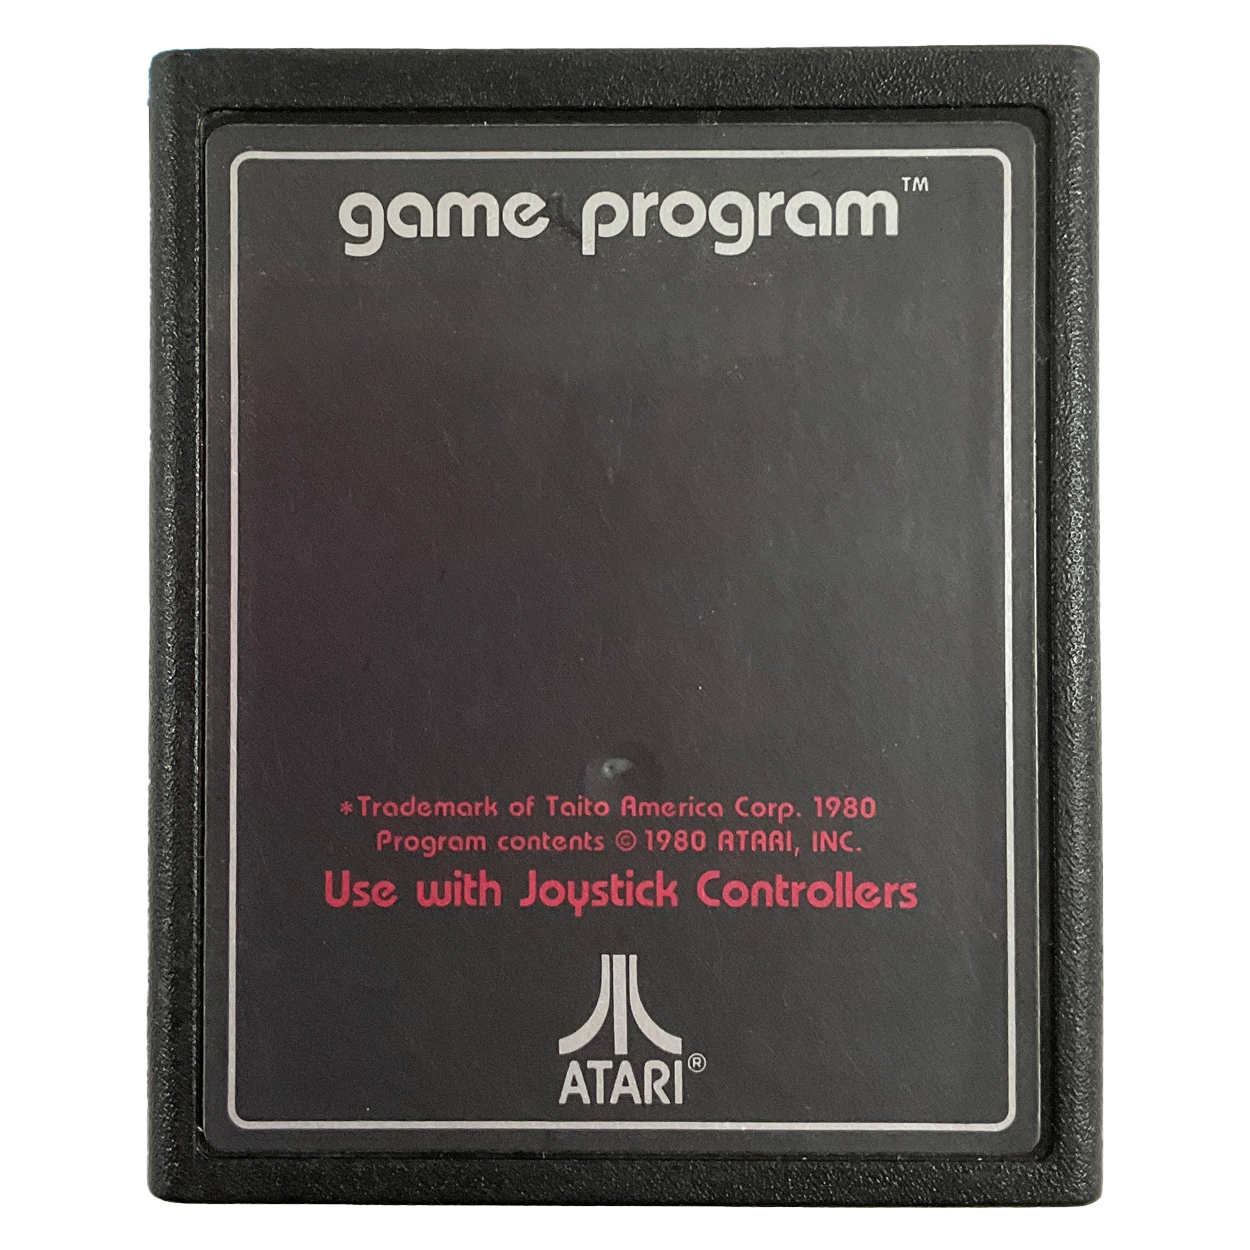 game program™
*Trademark of Taito America Corp. 1980
Program contents © 1980 ATARI, INC.
Use with Joystick Controllers
ATARI®